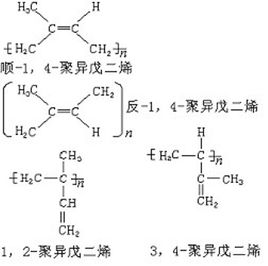 H₃C H
C=C
-[H₂C CH₂]n
顺-1, 4-聚异戊二烯
H₃C CH₂
C=C
H₂C H n
反-1, 4-聚异戊二烯
CH₃
-[H₂C-C]n
CH
CH₂
1, 2-聚异戊二烯
H
-[H₂C-C]n
C-CH₃
CH₂
3, 4-聚异戊二烯